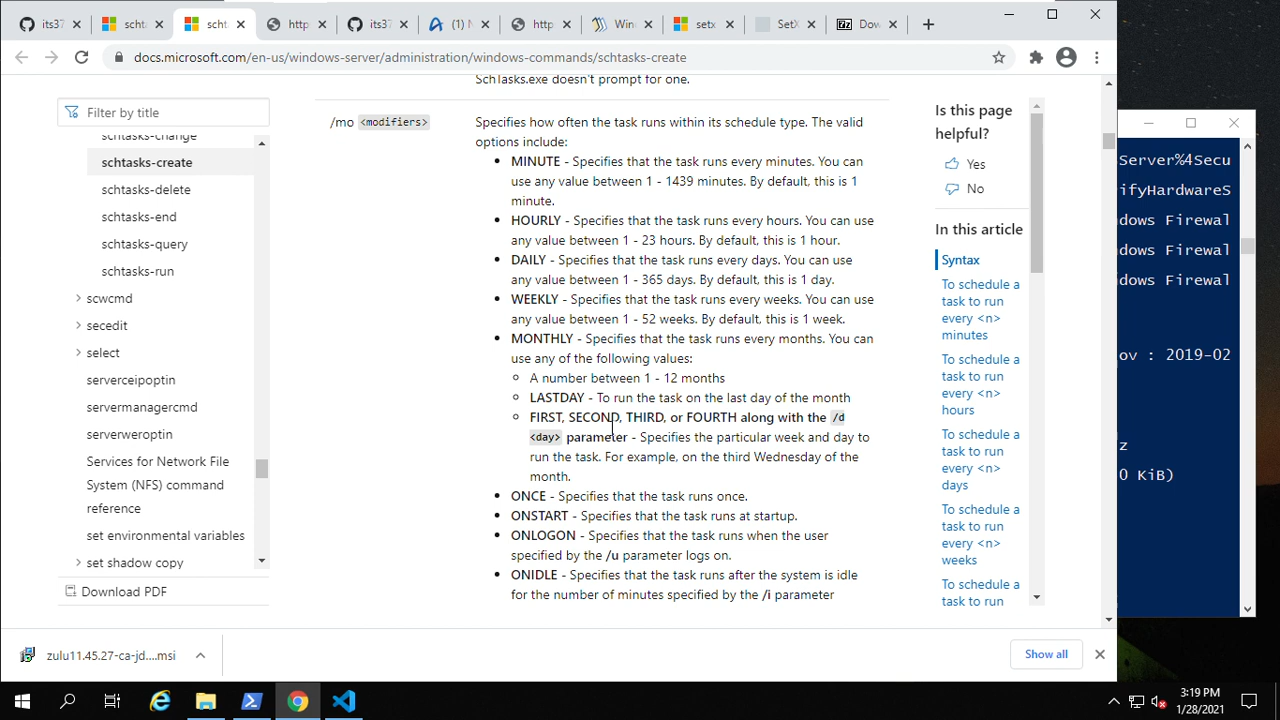 its37 scht scht http its37 (1) N http Win setx SetX Dow
docs.microsoft.com/en-us/windows-server/administration/windows-commands/schtasks-create
SchTasks.exe doesn't prompt for one.
Filter by title
schtasks-change
schtasks-create
schtasks-delete
schtasks-end
schtasks-query
schtasks-run
scwcmd
secedit
select
serverceipoptin
servermanagercmd
serverweroptin
Services for Network File
System (NFS) command
reference
set environmental variables
set shadow copy
Download PDF
/mo <modifiers>
Specifies how often the task runs within its schedule type. The valid
options include:
• MINUTE - Specifies that the task runs every minutes. You can
use any value between 1 - 1439 minutes. By default, this is 1
minute.
• HOURLY - Specifies that the task runs every hours. You can use
any value between 1 - 23 hours. By default, this is 1 hour.
• DAILY - Specifies that the task runs every days. You can use
any value between 1 - 365 days. By default, this is 1 day.
• WEEKLY - Specifies that the task runs every weeks. You can use
any value between 1 - 52 weeks. By default, this is 1 week.
• MONTHLY - Specifies that the task runs every months. You can
use any of the following values:
○ A number between 1 - 12 months
○ LASTDAY - To run the task on the last day of the month
○ FIRST, SECOND, THIRD, or FOURTH along with the /d
<day> parameter - Specifies the particular week and day to
run the task. For example, on the third Wednesday of the
month.
• ONCE - Specifies that the task runs once.
• ONSTART - Specifies that the task runs at startup.
• ONLOGON - Specifies that the task runs when the user
specified by the /u parameter logs on.
• ONIDLE - Specifies that the task runs after the system is idle
for the number of minutes specified by the /i parameter
Is this page
helpful?
Yes
No
In this article
Syntax
To schedule a
task to run
every <n>
minutes
To schedule a
task to run
every <n>
hours
To schedule a
task to run
every <n>
days
To schedule a
task to run
every <n>
weeks
To schedule a
task to run
Server%4Secu
ifyHardwareS
dows Firewal
dows Firewal
dows Firewal
ov : 2019-02
z
0 KiB)
zulu11.45.27-ca-jd....msi
Show all
3:19 PM
1/28/2021